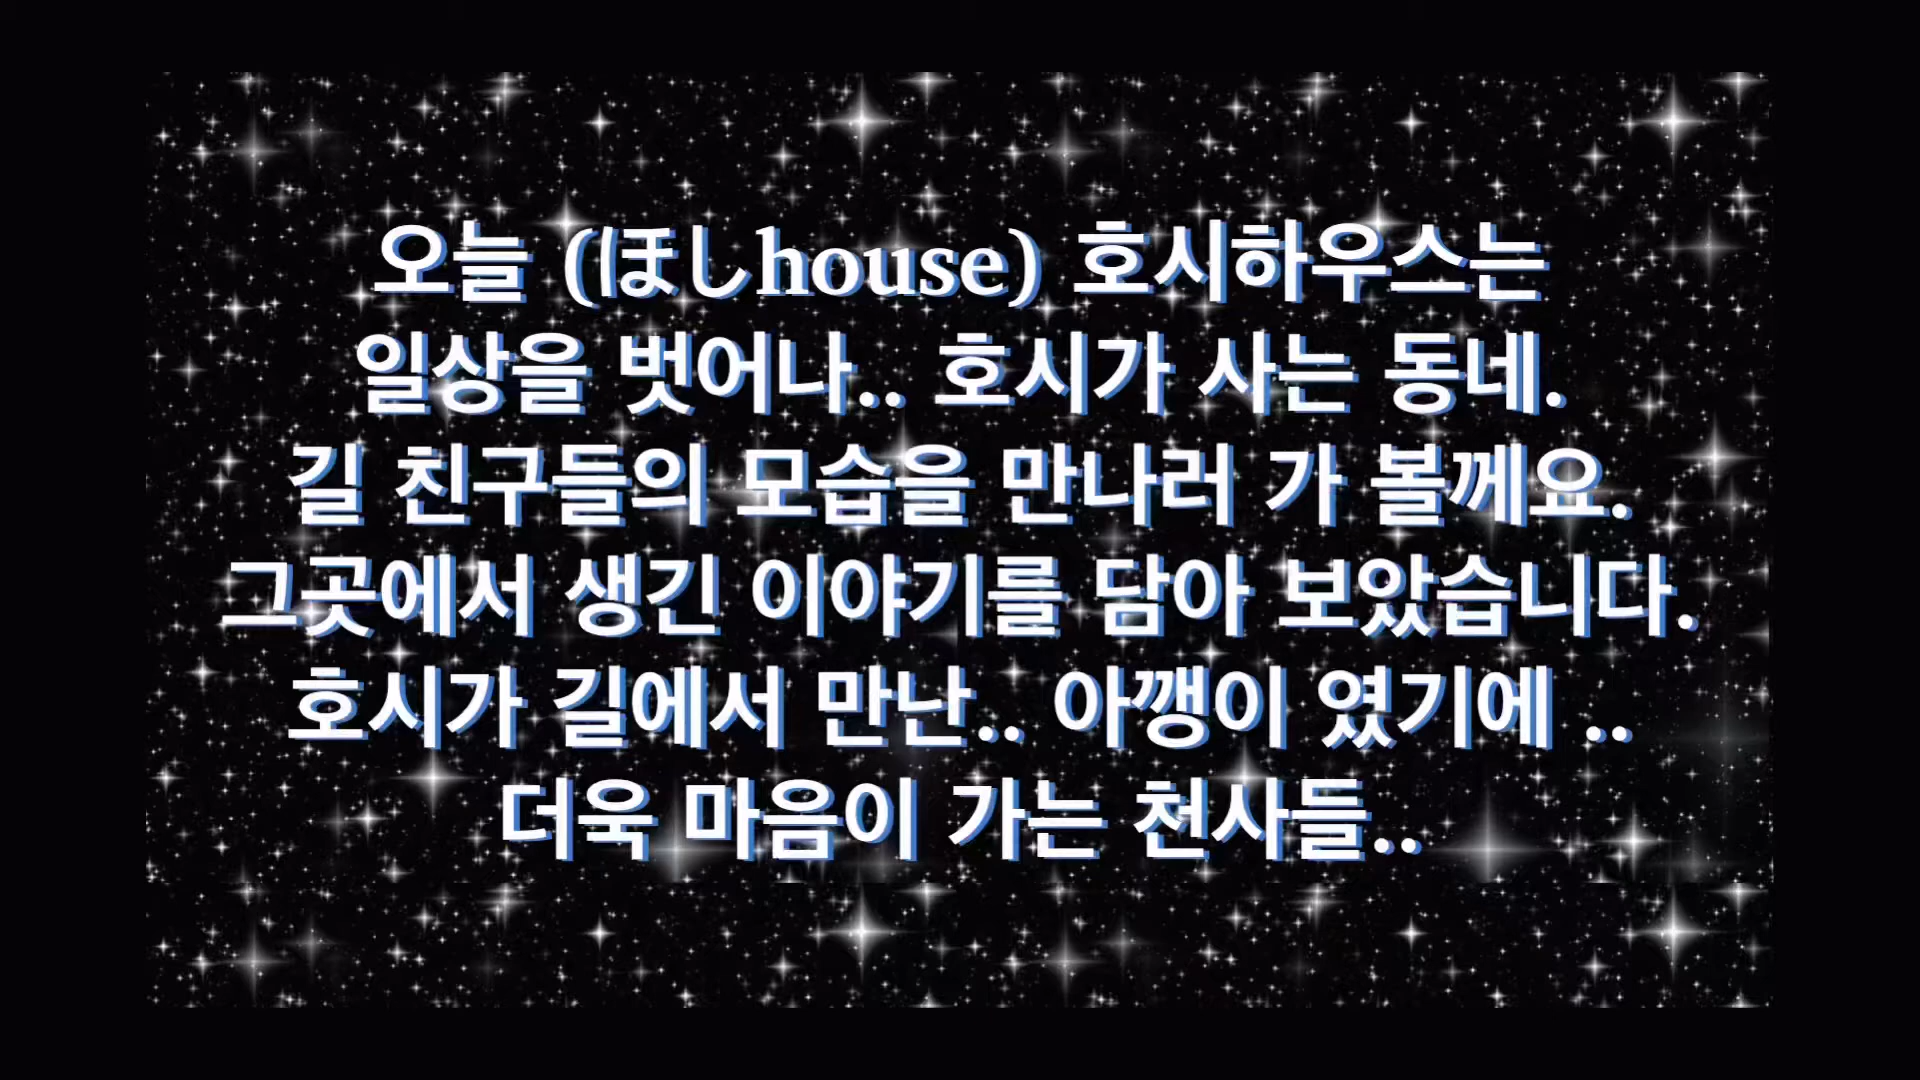 오늘 (ほしhouse) 호시하우스는
일상을 벗어나.. 호시가 사는 동네.
길 친구들의 모습을 만나러 가 볼께요.
그곳에서 생긴 이야기를 담아 보았습니다.
호시가 길에서 만난.. 아깽이 였기에 ..
더욱 마음이 가는 천사들..